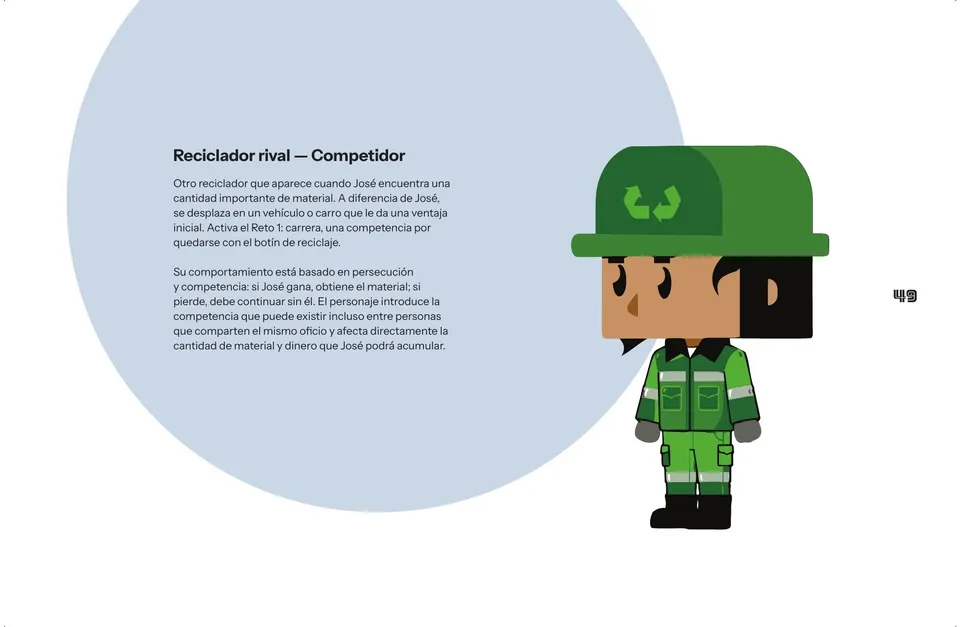 Reciclador rival — Competidor
Otro reciclador que aparece cuando José encuentra una
cantidad importante de material. A diferencia de José,
se desplaza en un vehículo o carro que le da una ventaja
inicial. Activa el Reto 1: carrera, una competencia por
quedarse con el botín de reciclaje.
Su comportamiento está basado en persecución
y competencia: si José gana, obtiene el material; si
pierde, debe continuar sin él. El personaje introduce la
competencia que puede existir incluso entre personas
que comparten el mismo oficio y afecta directamente la
cantidad de material y dinero que José podrá acumular.
49